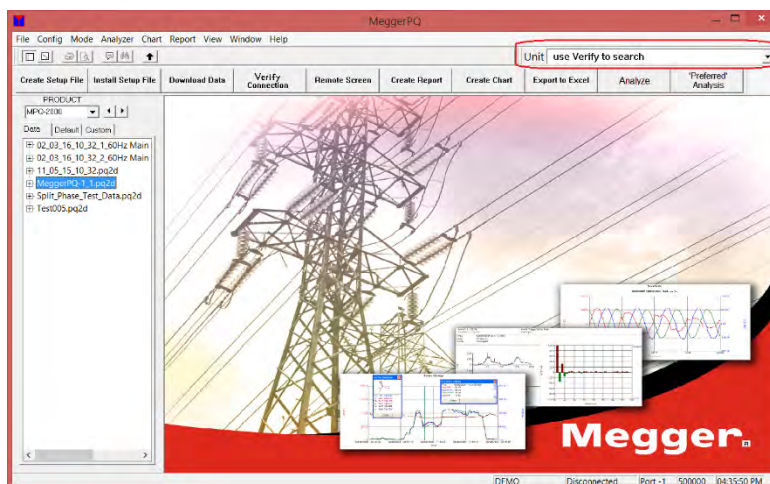 MeggerPQ
File Config Mode Analyzer Chart Report View Window Help
Unit use Verify to search
Create Setup File Install Setup File Download Data Verify Connection Remote Screen Create Report Create Chart Export to Excel Analyze 'Preferred' Analysis
PRODUCT
MPQ-2000
Data Default Custom
02_03_16_10_32_1_60Hz Main
02_03_16_10_32_2_60Hz Main
11_05_15_10_32.pq2d
MeggerPQ-1_1.pq2d
Split_Phase_Test_Data.pq2d
Test005.pq2d
Megger
DEMO Disconnected Port -1 500000 04:35:50 PM